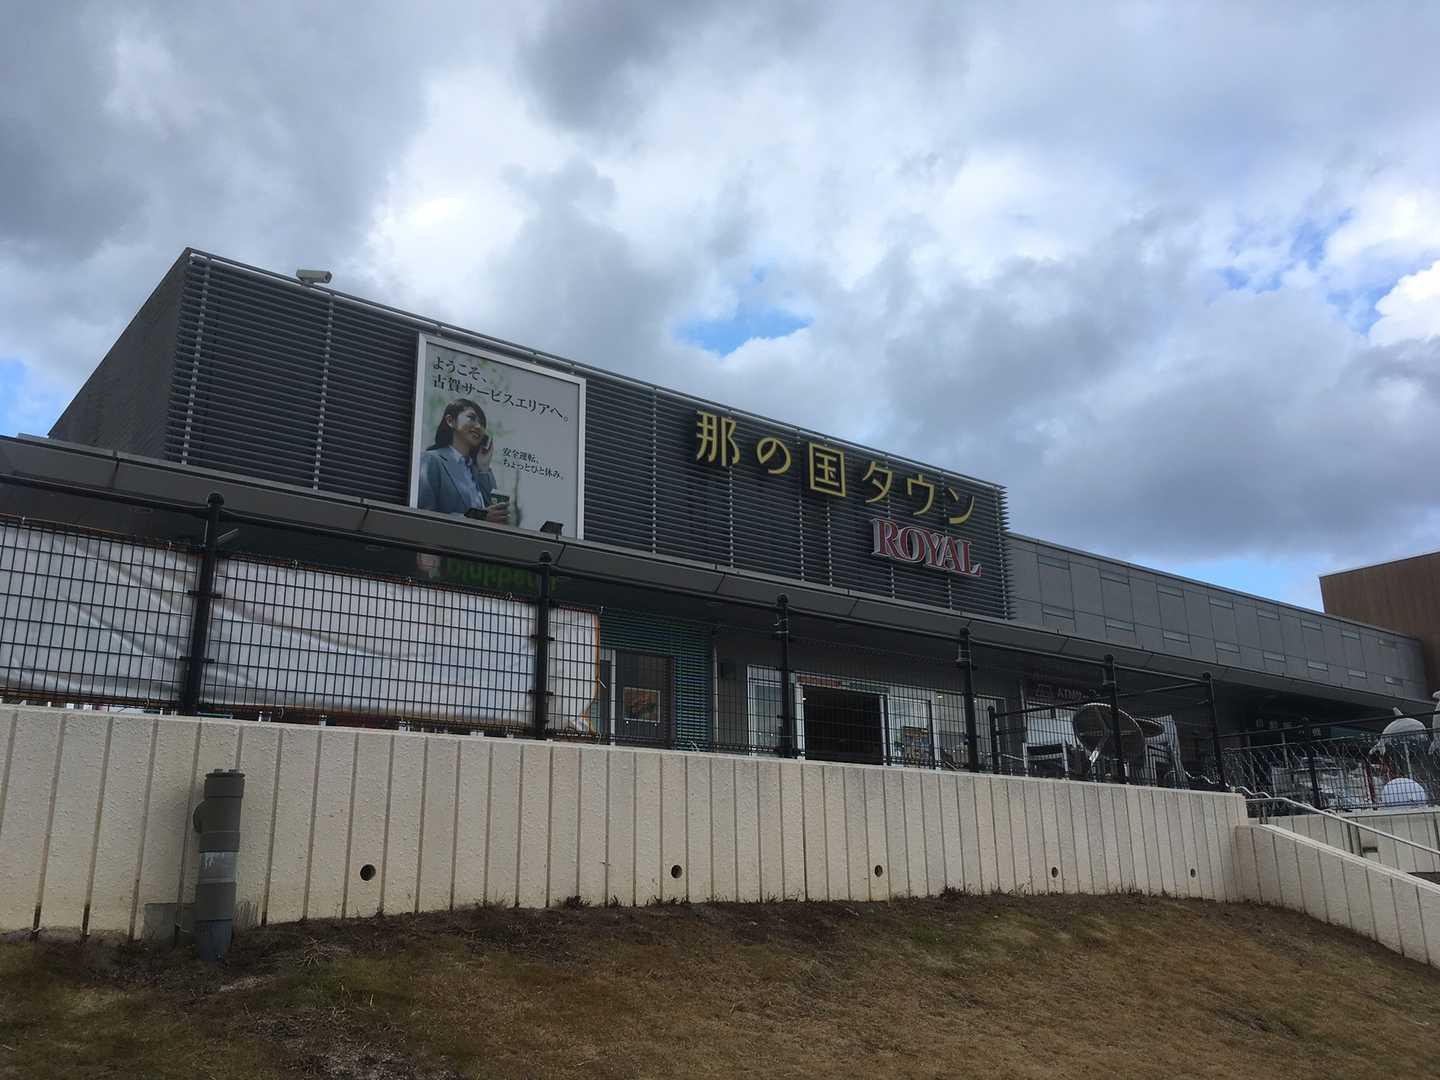 ようこそ、
古賀サービスエリアへ。
安全運転、
ちょっとひと休み。
那の国タウン
ROYAL
ATM